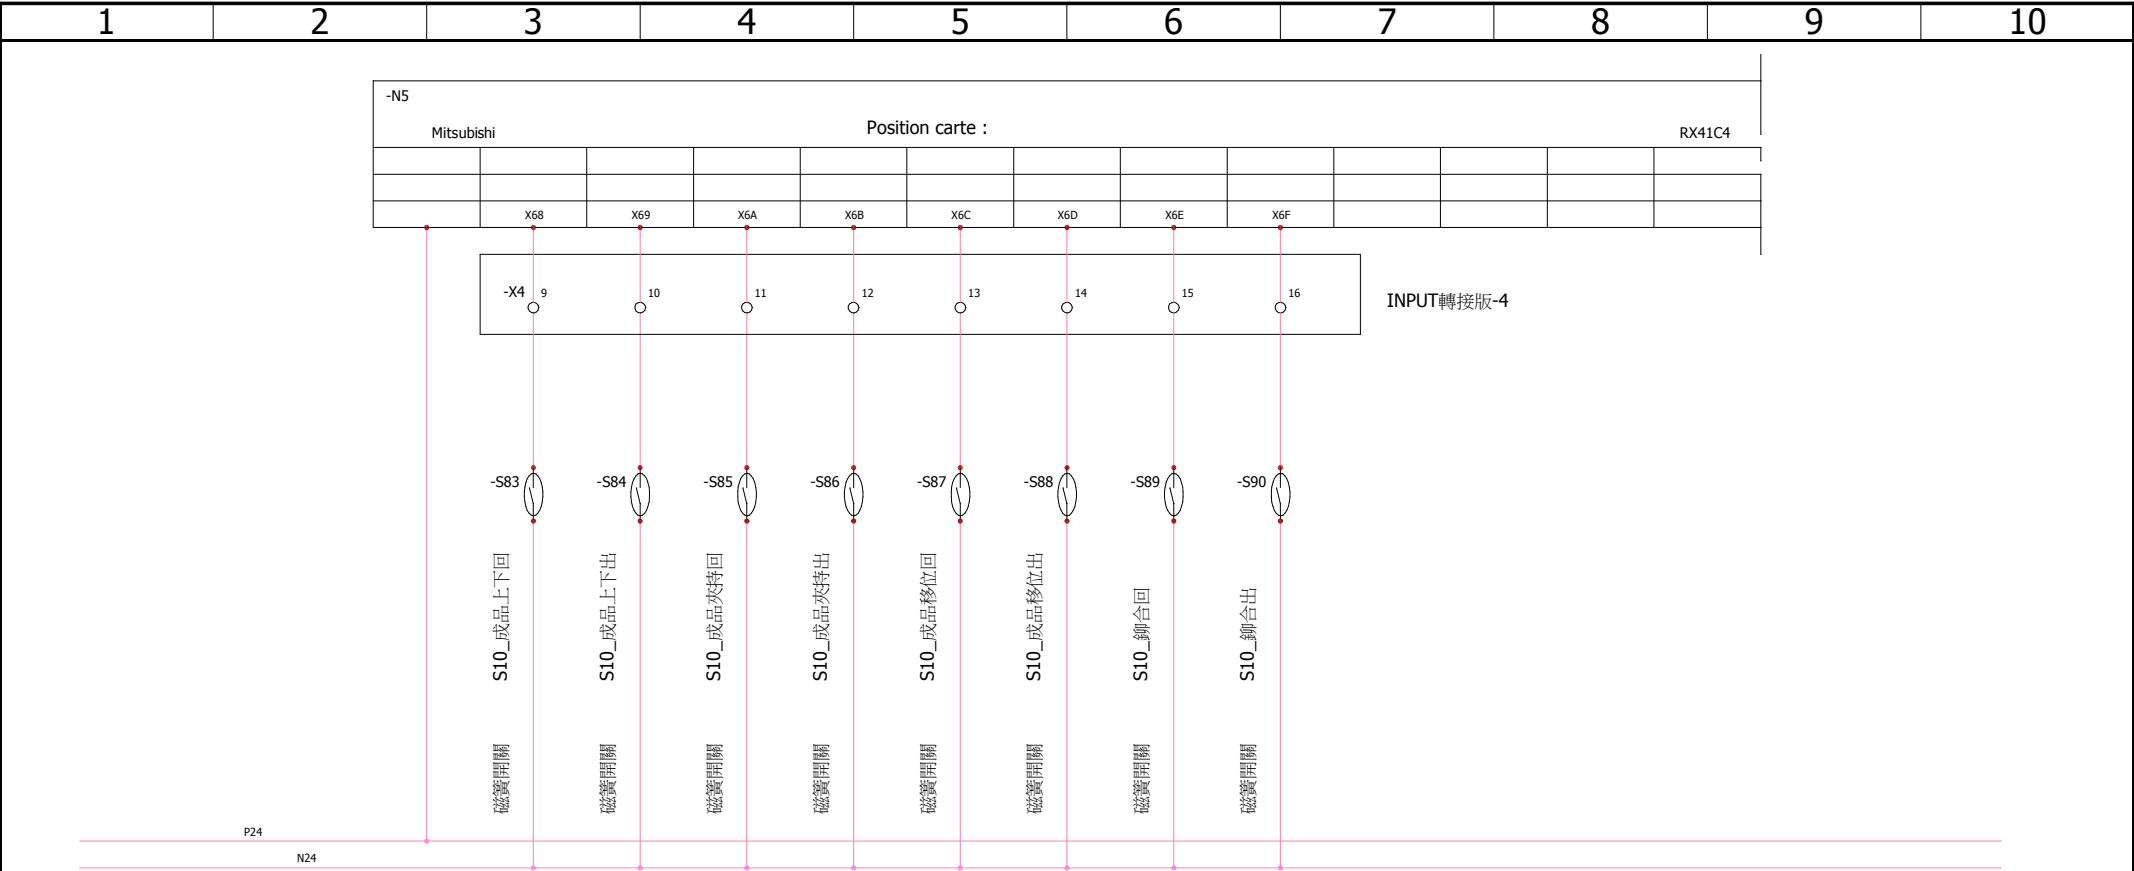 1 2 3 4 5 6 7 8 9 10
-N5
Mitsubishi
Position carte :
RX41C4
X68 X69 X6A X6B X6C X6D X6E X6F
-X4 9 10 11 12 13 14 15 16
INPUT轉接版-4
-S83 -S84 -S85 -S86 -S87 -S88 -S89 -S90
S10_成品上下回
S10_成品上下出
S10_成品夾持回
S10_成品夾持出
S10_成品移位回
S10_成品移位出
S10_鉚合回
S10_鉚合出
磁簧開關
磁簧開關
磁簧開關
磁簧開關
磁簧開關
磁簧開關
磁簧開關
磁簧開關
P24
N24